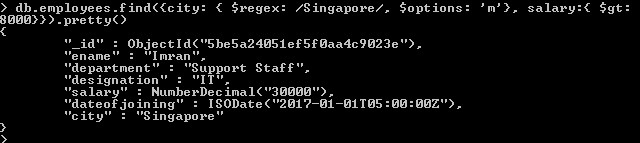 > db.employees.find({city: { $regex: /Singapore/, $options: 'm'}, salary:{ $gt:
8000}}).pretty()
{
        "_id" : ObjectId("5be5a24051ef5f0aa4c9023e"),
        "ename" : "Imran",
        "department" : "Support Staff",
        "designation" : "IT",
        "salary" : NumberDecimal("30000"),
        "dateofjoining" : ISODate("2017-01-01T05:00:00Z"),
        "city" : "Singapore"
}
>